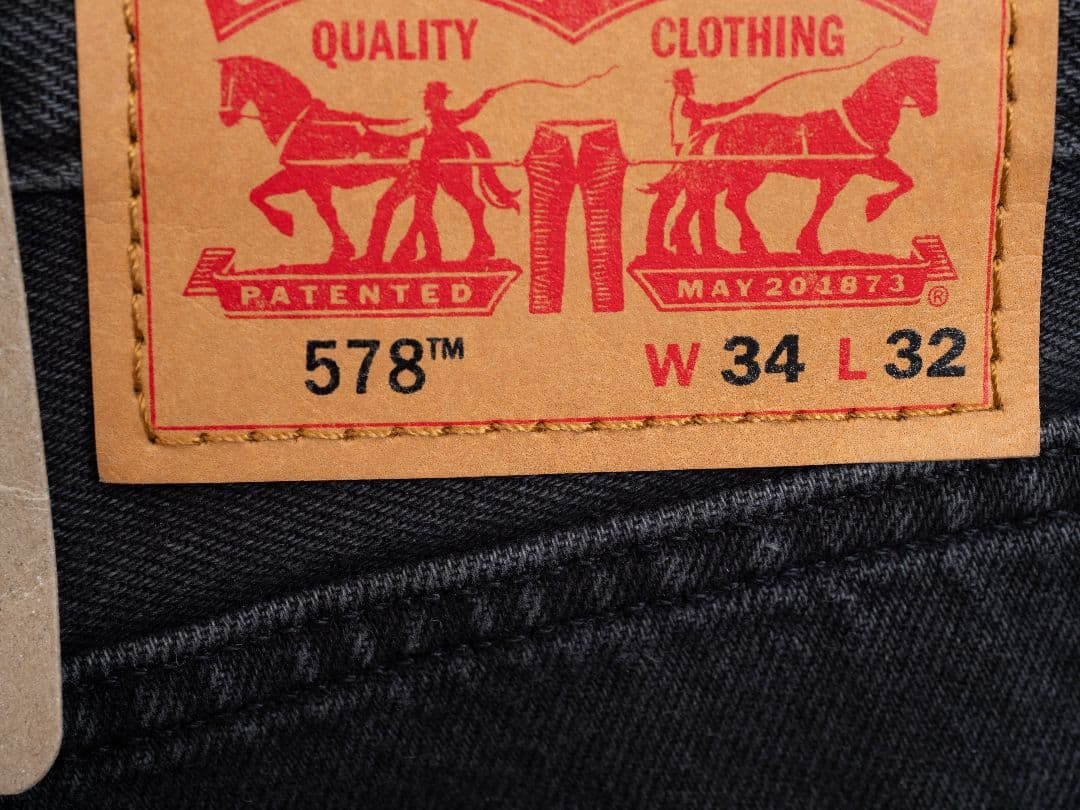 QUALITY CLOTHING
PATENTED MAY 20 1873 ®
578™ W 34 L 32